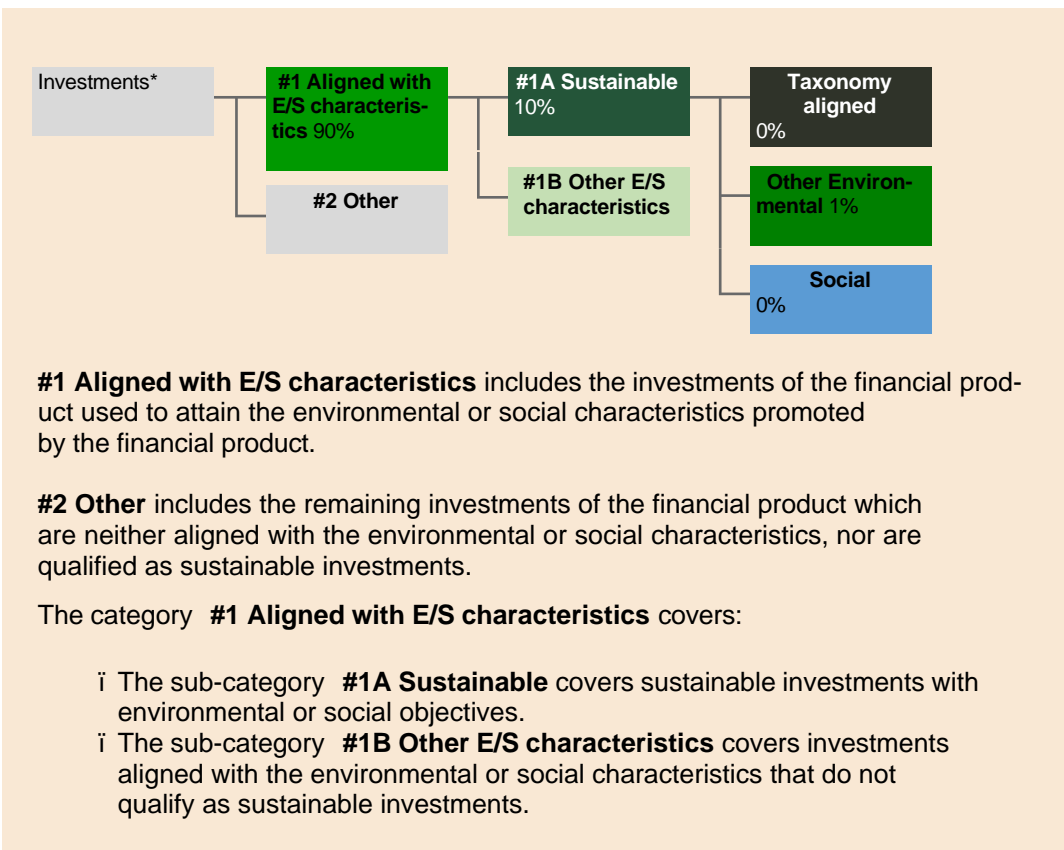 Investments*
#1 Aligned with
E/S characteris-
tics 90%
#2 Other
#1A Sustainable
10%
#1B Other E/S
characteristics
Taxonomy
aligned
0%
Other Environ-
mental 1%
Social
0%
#1 Aligned with E/S characteristics includes the investments of the financial prod-
uct used to attain the environmental or social characteristics promoted
by the financial product.
#2 Other includes the remaining investments of the financial product which
are neither aligned with the environmental or social characteristics, nor are
qualified as sustainable investments.
The category #1 Aligned with E/S characteristics covers:
ï The sub-category #1A Sustainable covers sustainable investments with
environmental or social objectives.
ï The sub-category #1B Other E/S characteristics covers investments
aligned with the environmental or social characteristics that do not
qualify as sustainable investments.